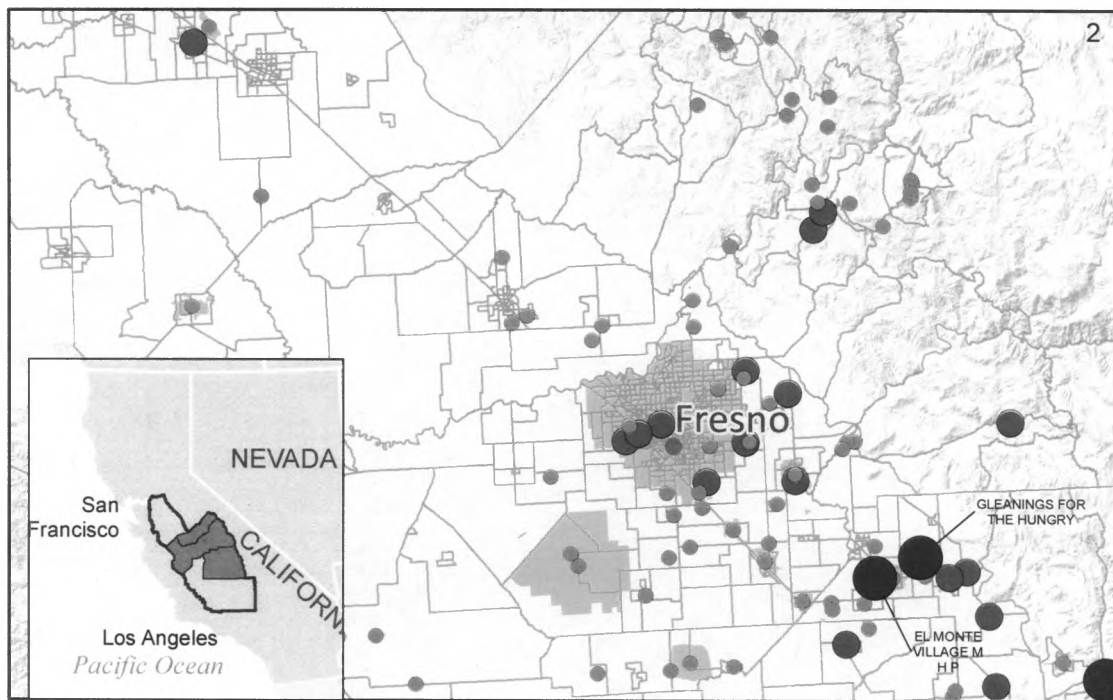 2
Fresno
GLEANINGS FOR
THE HUNGRY
EL MONTE
VILLAGE M
H P
NEVADA
San
Francisco
CALIFORN
Los Angeles
Pacific Ocean